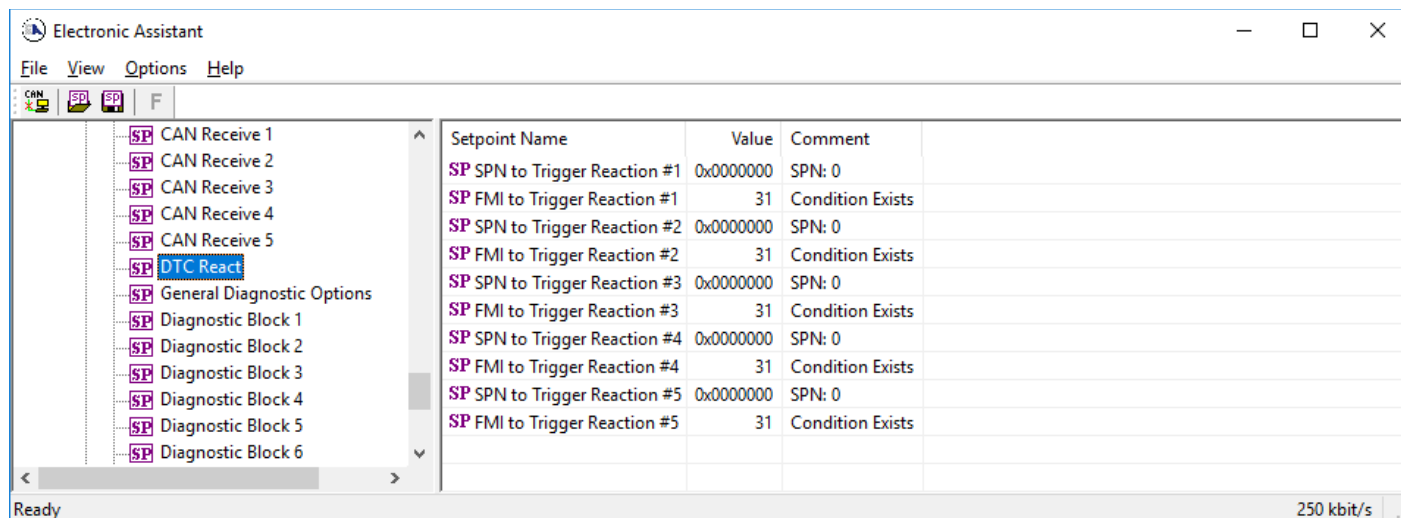 Electronic Assistant
File View Options Help
CAN SP SP F
SP CAN Receive 1
SP CAN Receive 2
SP CAN Receive 3
SP CAN Receive 4
SP CAN Receive 5
SP DTC React
SP General Diagnostic Options
SP Diagnostic Block 1
SP Diagnostic Block 2
SP Diagnostic Block 3
SP Diagnostic Block 4
SP Diagnostic Block 5
SP Diagnostic Block 6
Setpoint Name Value Comment
SP SPN to Trigger Reaction #1 0x0000000 SPN: 0
SP FMI to Trigger Reaction #1 31 Condition Exists
SP SPN to Trigger Reaction #2 0x0000000 SPN: 0
SP FMI to Trigger Reaction #2 31 Condition Exists
SP SPN to Trigger Reaction #3 0x0000000 SPN: 0
SP FMI to Trigger Reaction #3 31 Condition Exists
SP SPN to Trigger Reaction #4 0x0000000 SPN: 0
SP FMI to Trigger Reaction #4 31 Condition Exists
SP SPN to Trigger Reaction #5 0x0000000 SPN: 0
SP FMI to Trigger Reaction #5 31 Condition Exists
Ready 250 kbit/s